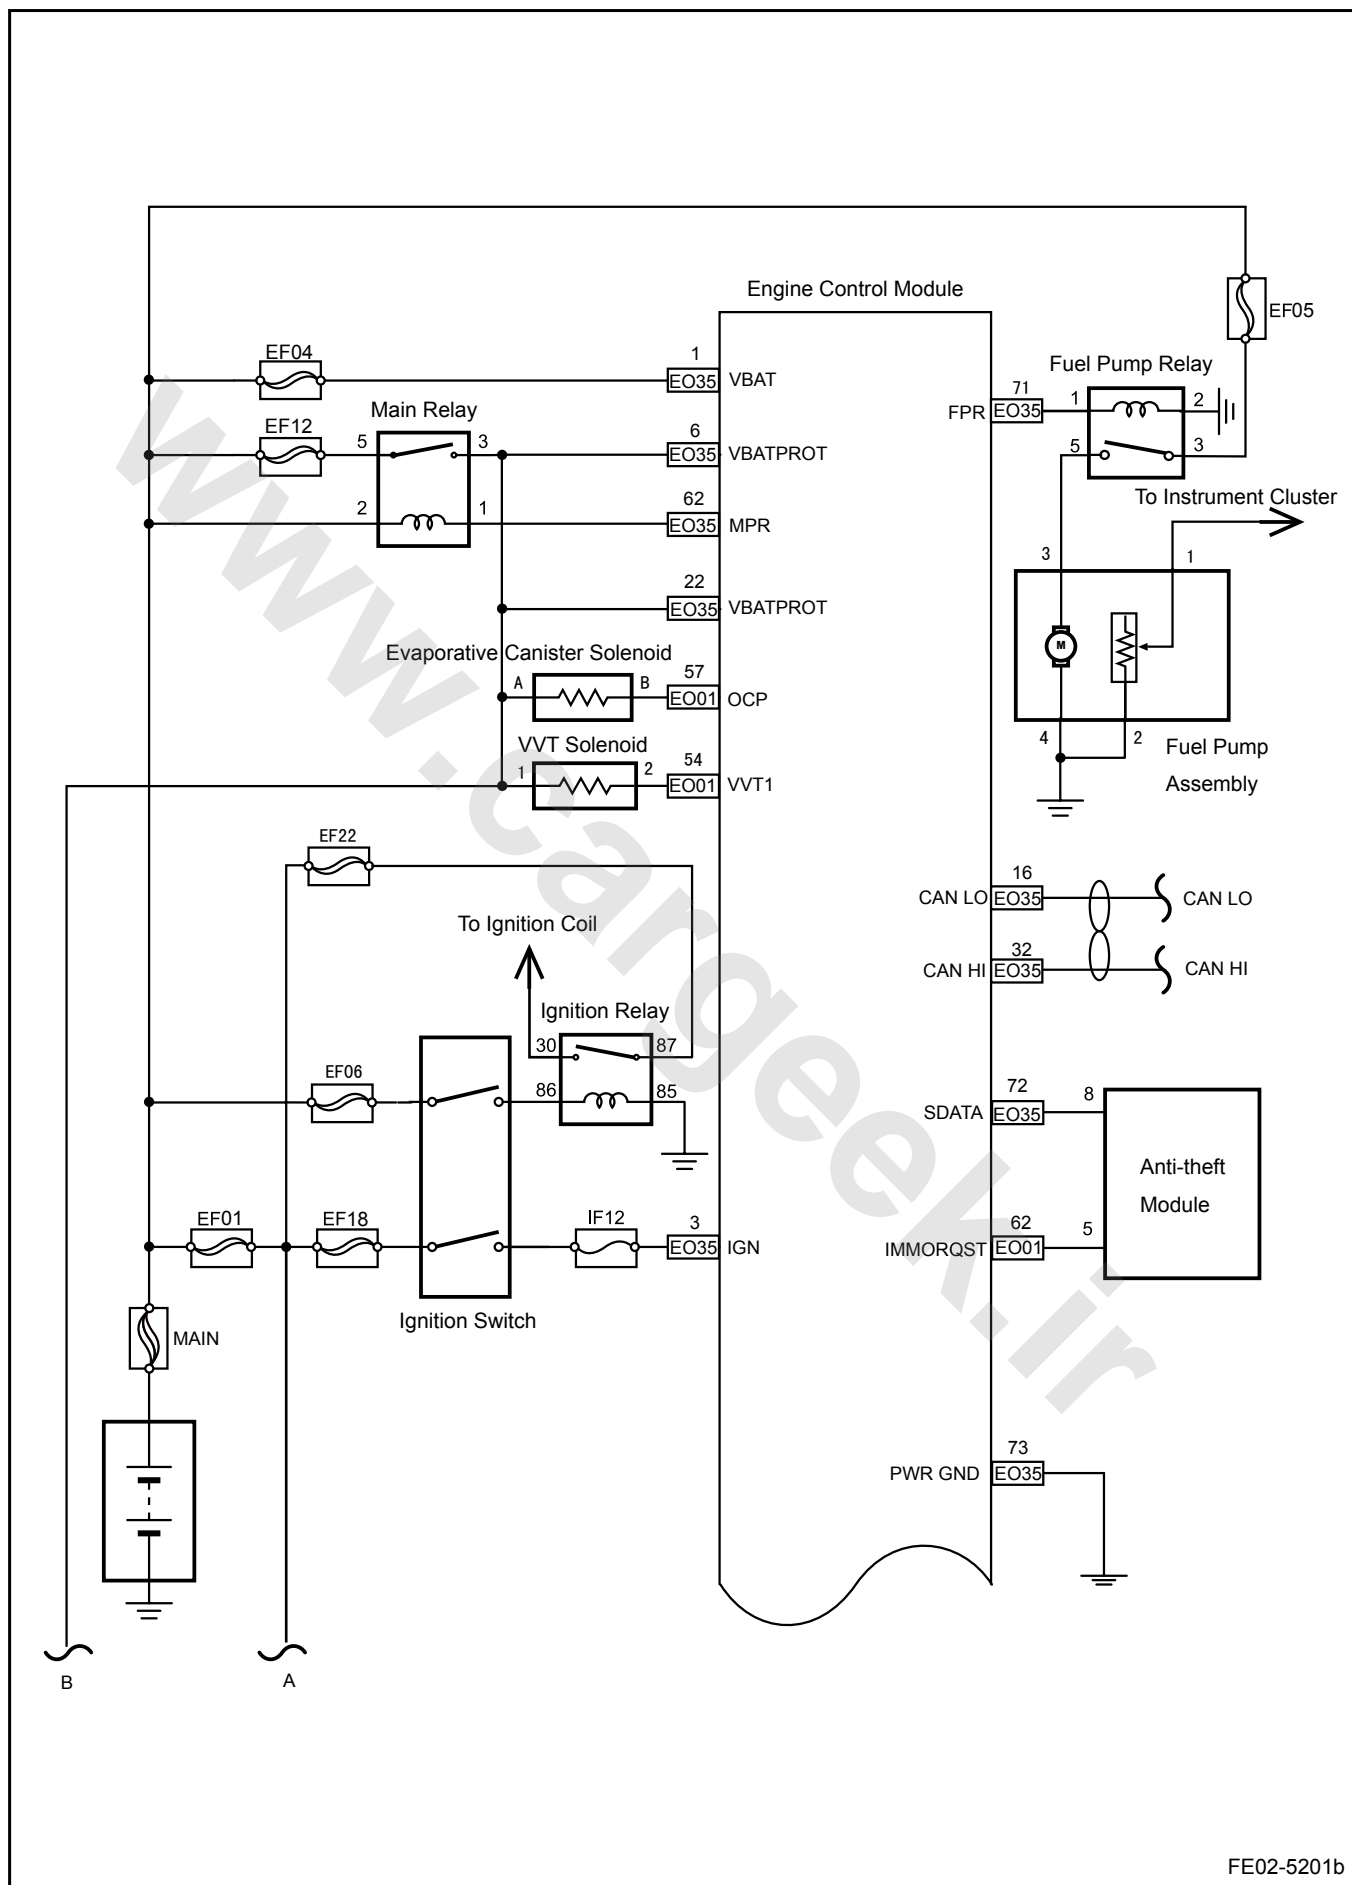 Engine Control Module
EF05
EF04
1
EO35
VBAT
Fuel Pump Relay
71
FPR
EO35
1
2
5
3
Main Relay
EF12
5
3
6
EO35
VBATPROT
2
1
62
EO35
MPR
To Instrument Cluster
3
1
22
EO35
VBATPROT
M
Evaporative Canister Solenoid
A
B
57
EO01
OCP
4
2
Fuel Pump
Assembly
VVT Solenoid
1
2
54
EO01
VVT1
EF22
16
CAN LO
EO35
CAN LO
To Ignition Coil
32
CAN HI
EO35
CAN HI
Ignition Relay
30
87
EF06
86
85
72
SDATA
EO35
8
Anti-theft
Module
EF01
EF18
IF12
3
EO35
IGN
62
IMMORQST
EO01
5
Ignition Switch
MAIN
73
PWR GND
EO35
B
A
www.cargeek.ir
FE02-5201b